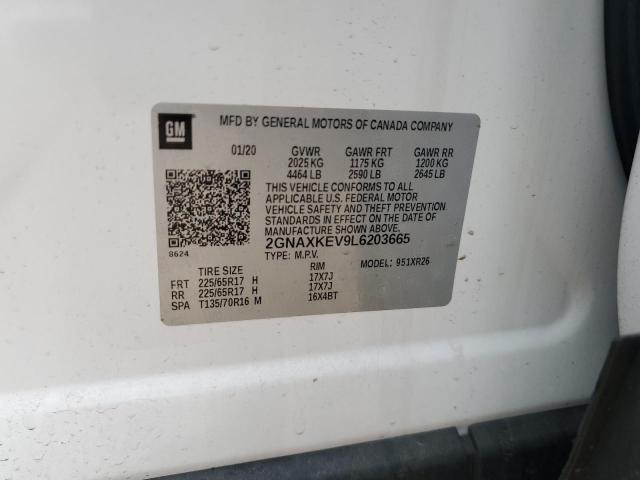 GM
MFD BY GENERAL MOTORS OF CANADA COMPANY
01/20 GVWR GAWR FRT GAWR RR
2025 KG 1175 KG 1200 KG
4464 LB 2590 LB 2645 LB
THIS VEHICLE CONFORMS TO ALL
APPLICABLE U.S. FEDERAL MOTOR
VEHICLE SAFETY AND THEFT PREVENTION
STANDARDS IN EFFECT ON THE DATE OF
MANUFACTURE SHOWN ABOVE.
2GNAXKEV9L6203665
8624 TYPE: M.P.V. MODEL: 951XR26
TIRE SIZE RIM
FRT 225/65R17 H 17X7J
RR 225/65R17 H 17X7J
SPA T135/70R16 M 16X4BT